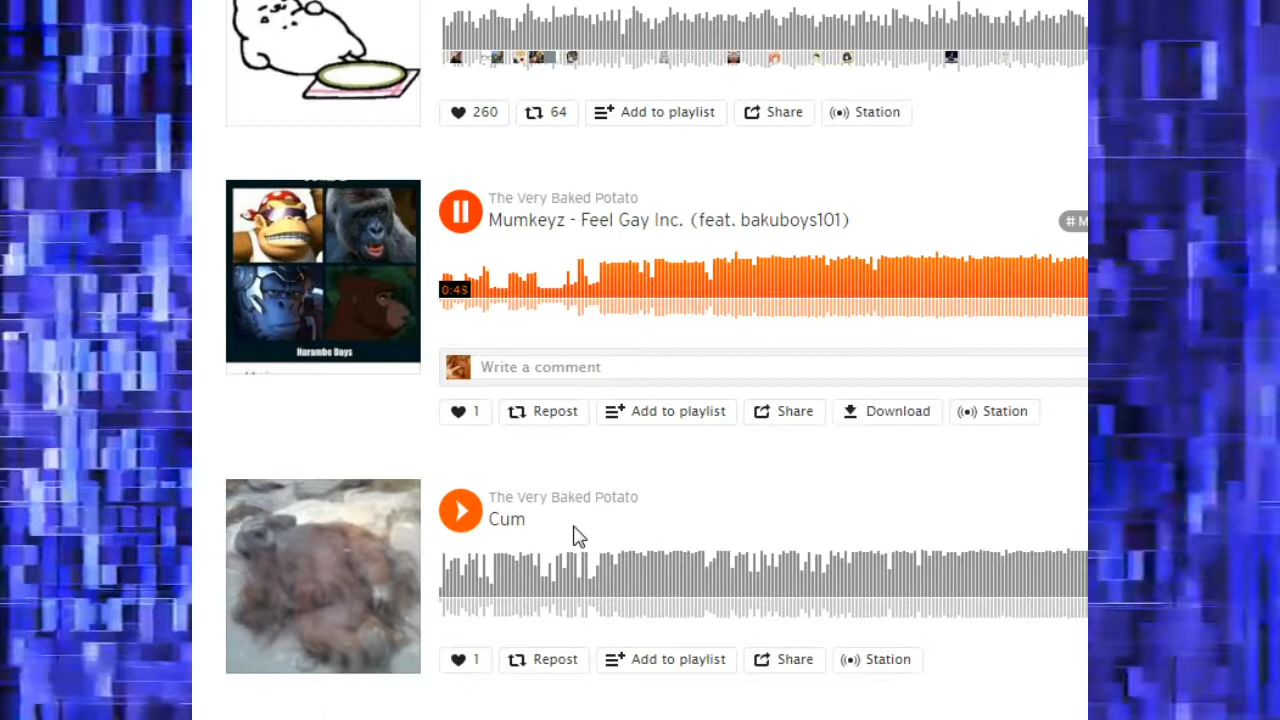 260
64
Add to playlist
Share
Station
The Very Baked Potato
Mumkeyz - Feel Gay Inc. (feat. bakuboys101)
# M
0:43
Harambe Days
Write a comment
1
Repost
Add to playlist
Share
Download
Station
The Very Baked Potato
Cum
1
Repost
Add to playlist
Share
Station